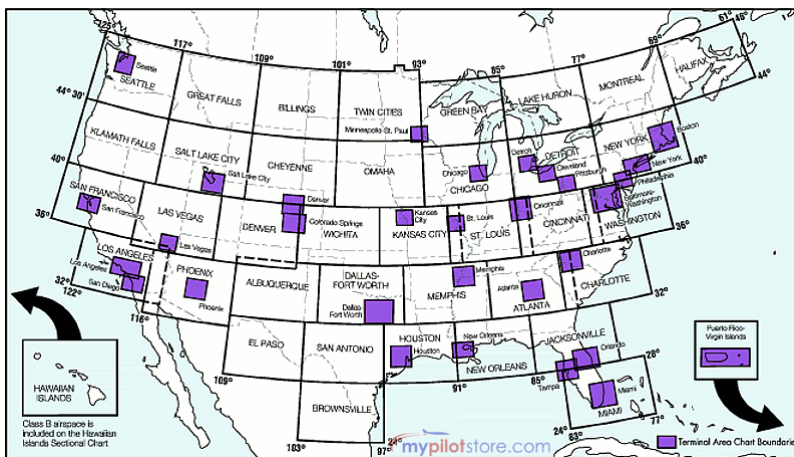 125°
117°
109°
101°
93°
85°
77°
69°
61°
48°
44°
Seattle
SEATTLE
GREAT FALLS
BILLINGS
TWIN CITIES
Minneapolis-St. Paul
GREEN BAY
LAKE HURON
MONTREAL
HALIFAX
44° 30'
KLAMATH FALLS
SALT LAKE CITY
Salt Lake City
CHEYENNE
OMAHA
Chicago
CHICAGO
Detroit
DETROIT
Cleveland
Pittsburgh
NEW YORK
Boston
New York
Philadelphia
40°
40°
SAN FRANCISCO
San Francisco
LAS VEGAS
Las Vegas
DENVER
Denver
Colorado Springs
WICHITA
Kansas
City
KANSAS CITY
St. Louis
ST. LOUIS
Cincinnati
CINCINNATI
Baltimore-
Washington
WASHINGTON
36°
36°
LOS ANGELES
Los Angeles
San Diego
PHOENIX
Phoenix
ALBUQUERQUE
DALLAS-
FORT WORTH
Dallas-
Fort Worth
Memphis
MEMPHIS
Atlanta
ATLANTA
Charlotte
CHARLOTTE
32°
122°
116°
32°
EL PASO
SAN ANTONIO
HOUSTON
Houston
New Orleans
NEW ORLEANS
JACKSONVILLE
Orlando
Tampa
Miami
MIAMI
109°
91°
85°
28°
BROWNSVILLE
103°
97°
24°
24°
83°
77°
HAWAIIAN
ISLANDS
Class B airspace is
included on the Hawaiian
Islands Sectional Chart
Puerto Rico-
Virgin Islands
mypilotstore.com
Terminal Area Chart Boundaries